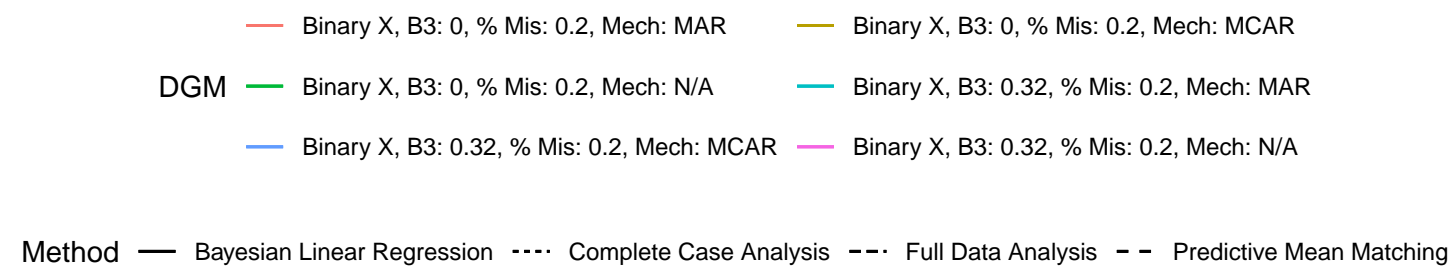 Binary X, B3: 0, % Mis: 0.2, Mech: MAR Binary X, B3: 0, % Mis: 0.2, Mech: MCAR
DGM Binary X, B3: 0, % Mis: 0.2, Mech: N/A Binary X, B3: 0.32, % Mis: 0.2, Mech: MAR
Binary X, B3: 0.32, % Mis: 0.2, Mech: MCAR Binary X, B3: 0.32, % Mis: 0.2, Mech: N/A
Method Bayesian Linear Regression Complete Case Analysis Full Data Analysis Predictive Mean Matching